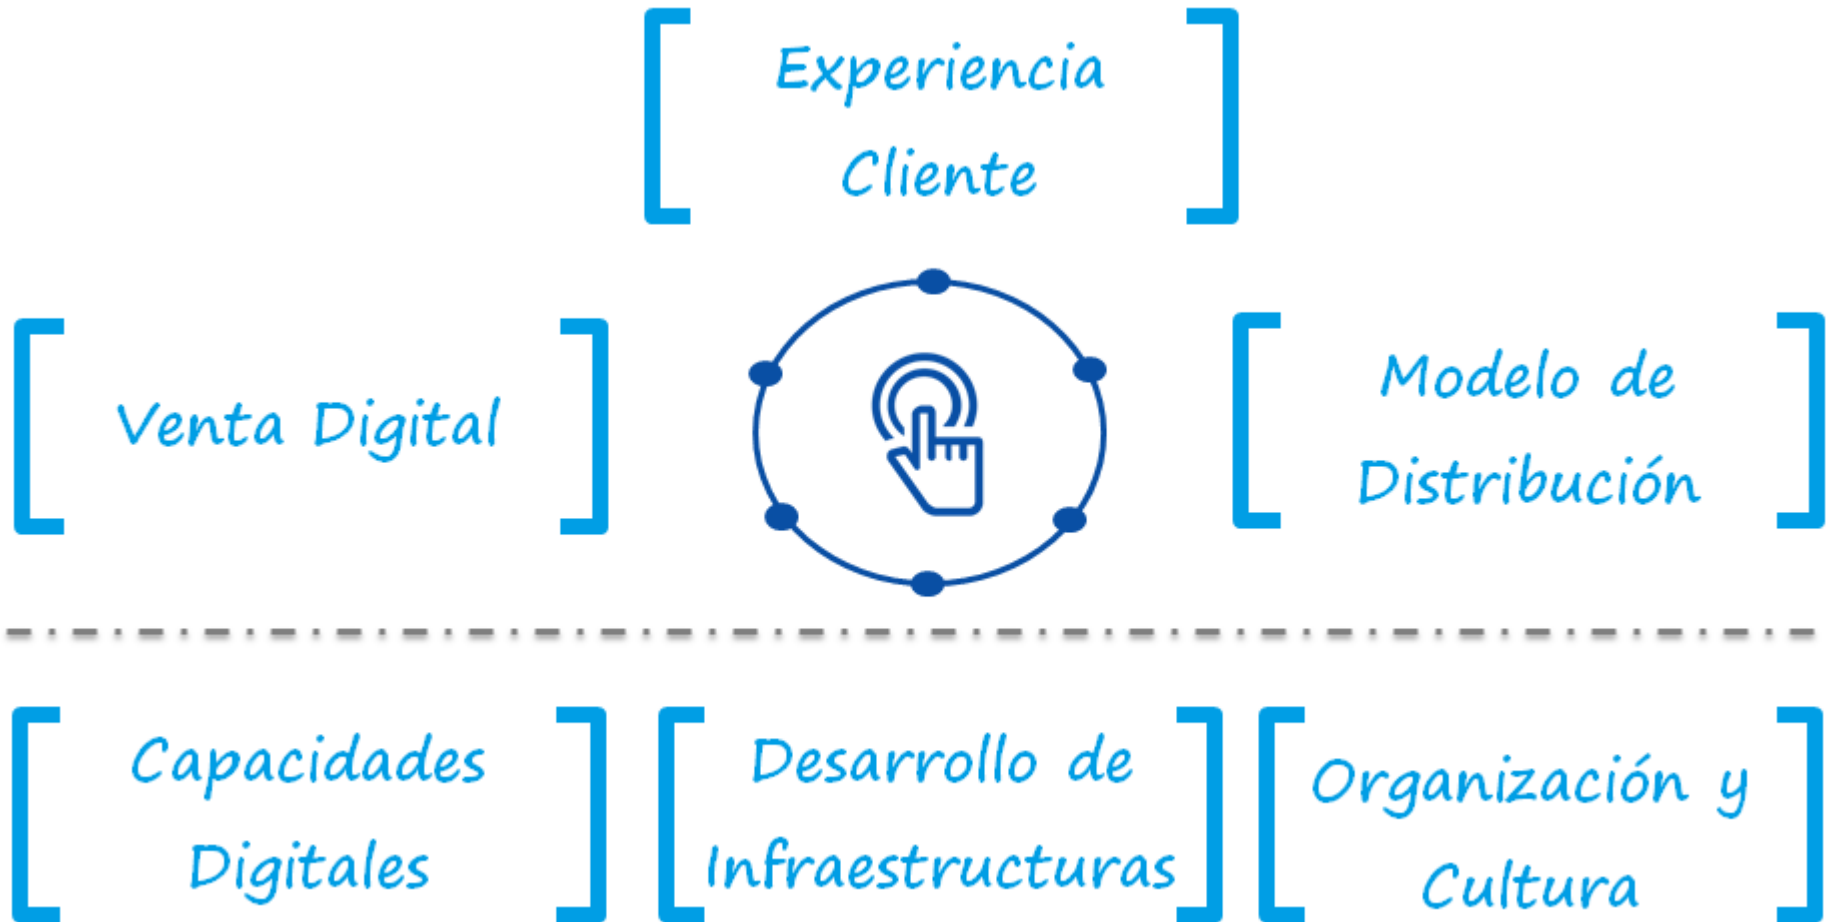 Experiencia
Cliente
Venta Digital
Modelo de
Distribución
Capacidades
Digitales
Desarrollo de
Infraestructuras
Organización y
Cultura